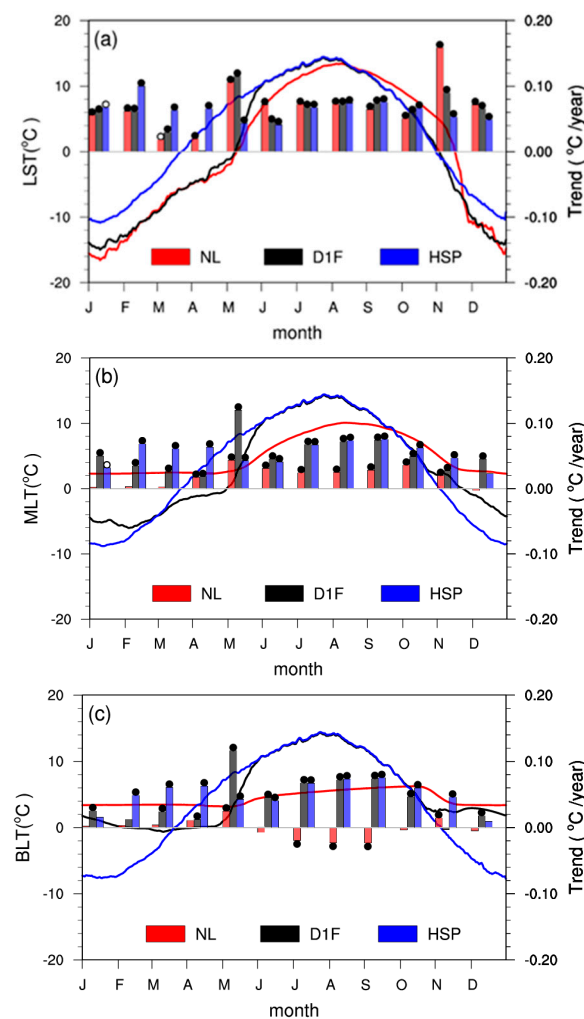 (a)
20
10
0
-10
-20
LST(°C)
0.20
0.10
0.00
-0.10
-0.20
Trend ( °C /year)
NL D1F HSP
J F M A M J J A S O N D
month
(b)
20
10
0
-10
-20
MLT(°C)
0.20
0.10
0.00
-0.10
-0.20
Trend ( °C /year)
NL D1F HSP
J F M A M J J A S O N D
month
(c)
20
10
0
-10
-20
BLT(°C)
0.20
0.10
0.00
-0.10
-0.20
Trend ( °C /year)
NL D1F HSP
J F M A M J J A S O N D
month